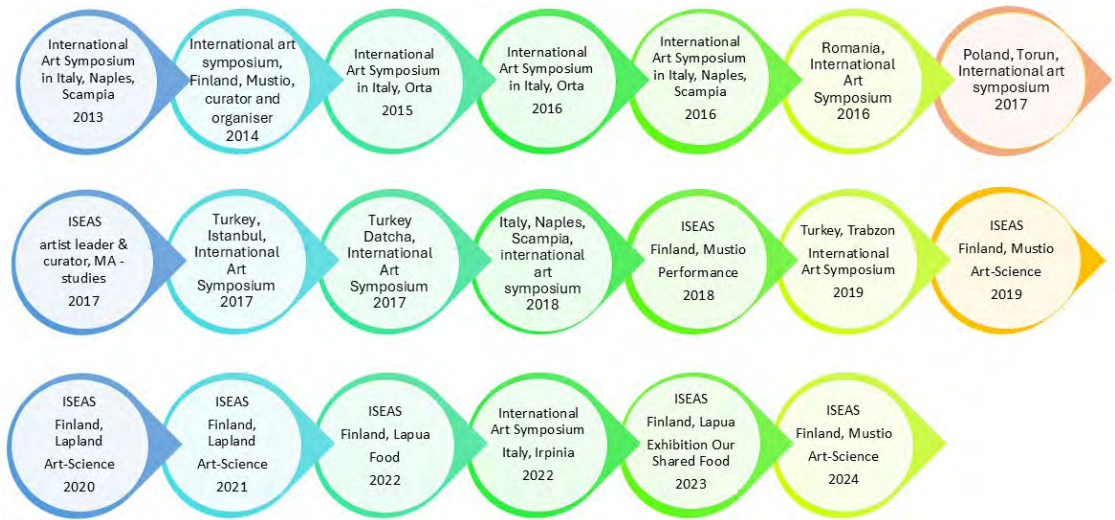 International
Art Symposium
in Italy, Naples,
Scampia
2013
International art
symposium,
Finland, Mustio,
curator and
organiser
2014
International
Art Symposium
in Italy, Orta
2015
International
Art Symposium
in Italy, Orta
2016
International
Art Symposium
in Italy, Naples,
Scampia
2016
Romania,
International
Art
Symposium
2016
Poland, Torun,
International art
symposium
2017
ISEAS
artist leader &
curator, MA -
studies
2017
Turkey,
Istanbul,
International
Art
Symposium
2017
Turkey
Datcha,
International
Art
Symposium
2017
Italy, Naples,
Scampia,
international
art
symposium
2018
ISEAS
Finland, Mustio
Performance
2018
Turkey, Trabzon
International
Art Symposium
2019
ISEAS
Finland, Mustio
Art-Science
2019
ISEAS
Finland,
Lapland
Art-Science
2020
ISEAS
Finland,
Lapland
Art-Science
2021
ISEAS
Finland, Lapua
Food
2022
International
Art Symposium
Italy, Irpinia
2022
ISEAS
Finland, Lapua
Exhibition Our
Shared Food
2023
ISEAS
Finland, Mustio
Art-Science
2024